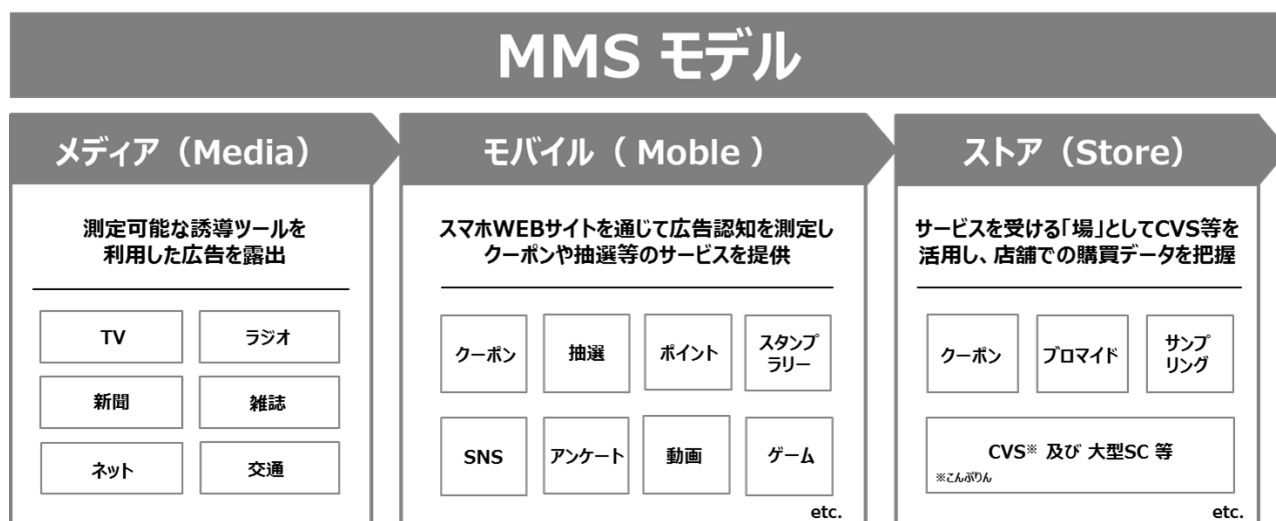 MMS モデル
メディア（Media）
測定可能な誘導ツールを
利用した広告を露出
TV
ラジオ
新聞
雑誌
ネット
交通
モバイル（ Moble ）
スマホWEBサイトを通じて広告認知を測定し
クーポンや抽選等のサービスを提供
クーポン
抽選
ポイント
スタンプ
ラリー
SNS
アンケート
動画
ゲーム
etc.
ストア（Store）
サービスを受ける「場」としてCVS等を
活用し、店舗での購買データを把握
クーポン
ブロマイド
サンプ
リング
CVS※ 及び 大型SC 等
※こんぷりん
etc.